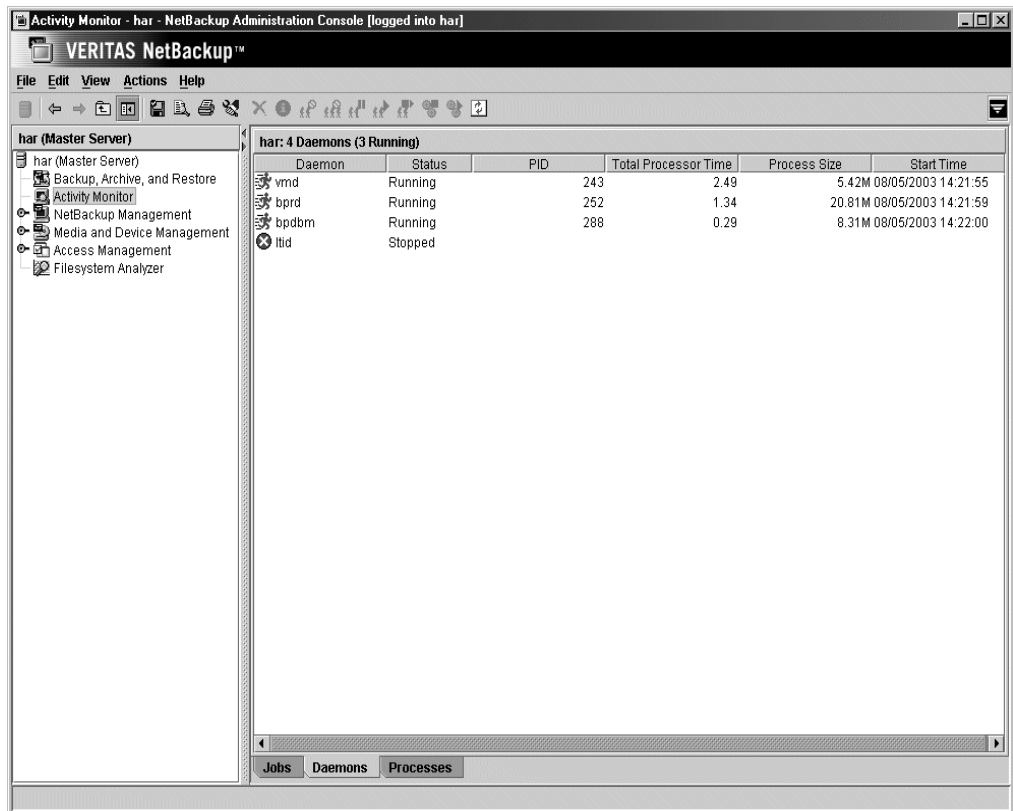 Activity Monitor - har - NetBackup Administration Console [logged into har]
VERITAS NetBackup™
File Edit View Actions Help
har (Master Server)
har (Master Server)
Backup, Archive, and Restore
Activity Monitor
NetBackup Management
Media and Device Management
Access Management
Filesystem Analyzer
har: 4 Daemons (3 Running)
Daemon Status PID Total Processor Time Process Size Start Time
vmd Running 243 2.49 5.42M 08/05/2003 14:21:55
bprd Running 252 1.34 20.81M 08/05/2003 14:21:59
bpdbm Running 288 0.29 8.31M 08/05/2003 14:22:00
ltid Stopped
Jobs Daemons Processes